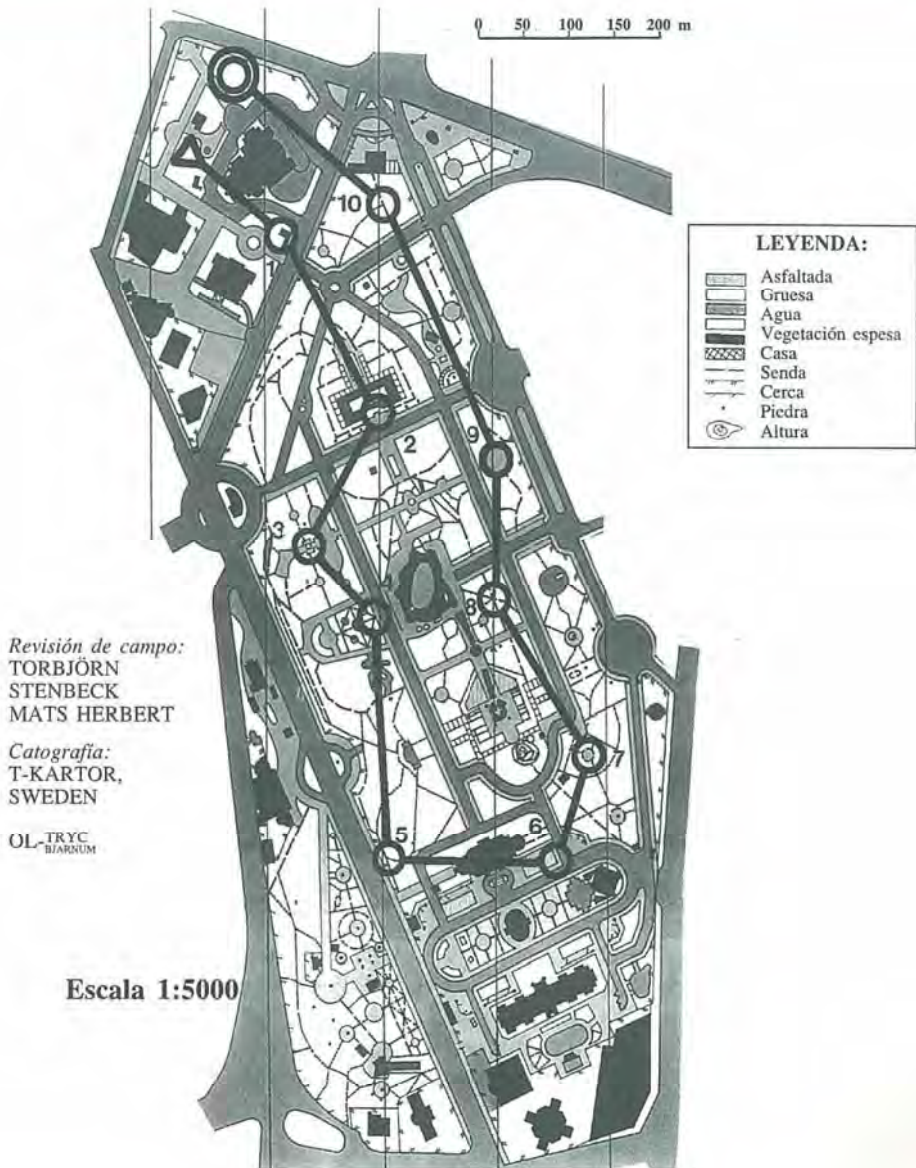 0 50 100 150 200 m
10
1
LEYENDA:
Asfaltada
Gruesa
Agua
Vegetación espesa
Casa
Senda
Cerca
Piedra
Altura
2
9
3
4
8
Revisión de campo:
TORBJÖRN
STENBECK
MATS HERBERT
Catografía:
T-KARTOR,
SWEDEN
7
OL-TRYC
BJARNUM
5
6
Escala 1:5000